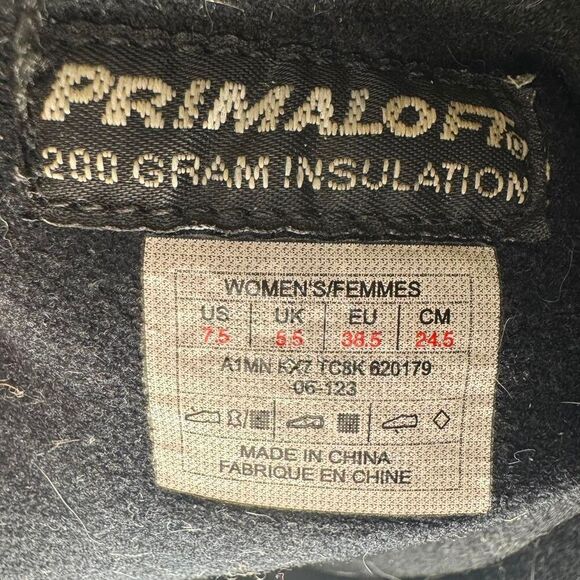 PRIMALOFT®
200 GRAM INSULATION
WOMEN'S/FEMMES
US UK EU CM
7.5 5.5 38.5 24.5
A1MN KX7 TC8K 620179
06-123
MADE IN CHINA
FABRIQUE EN CHINE